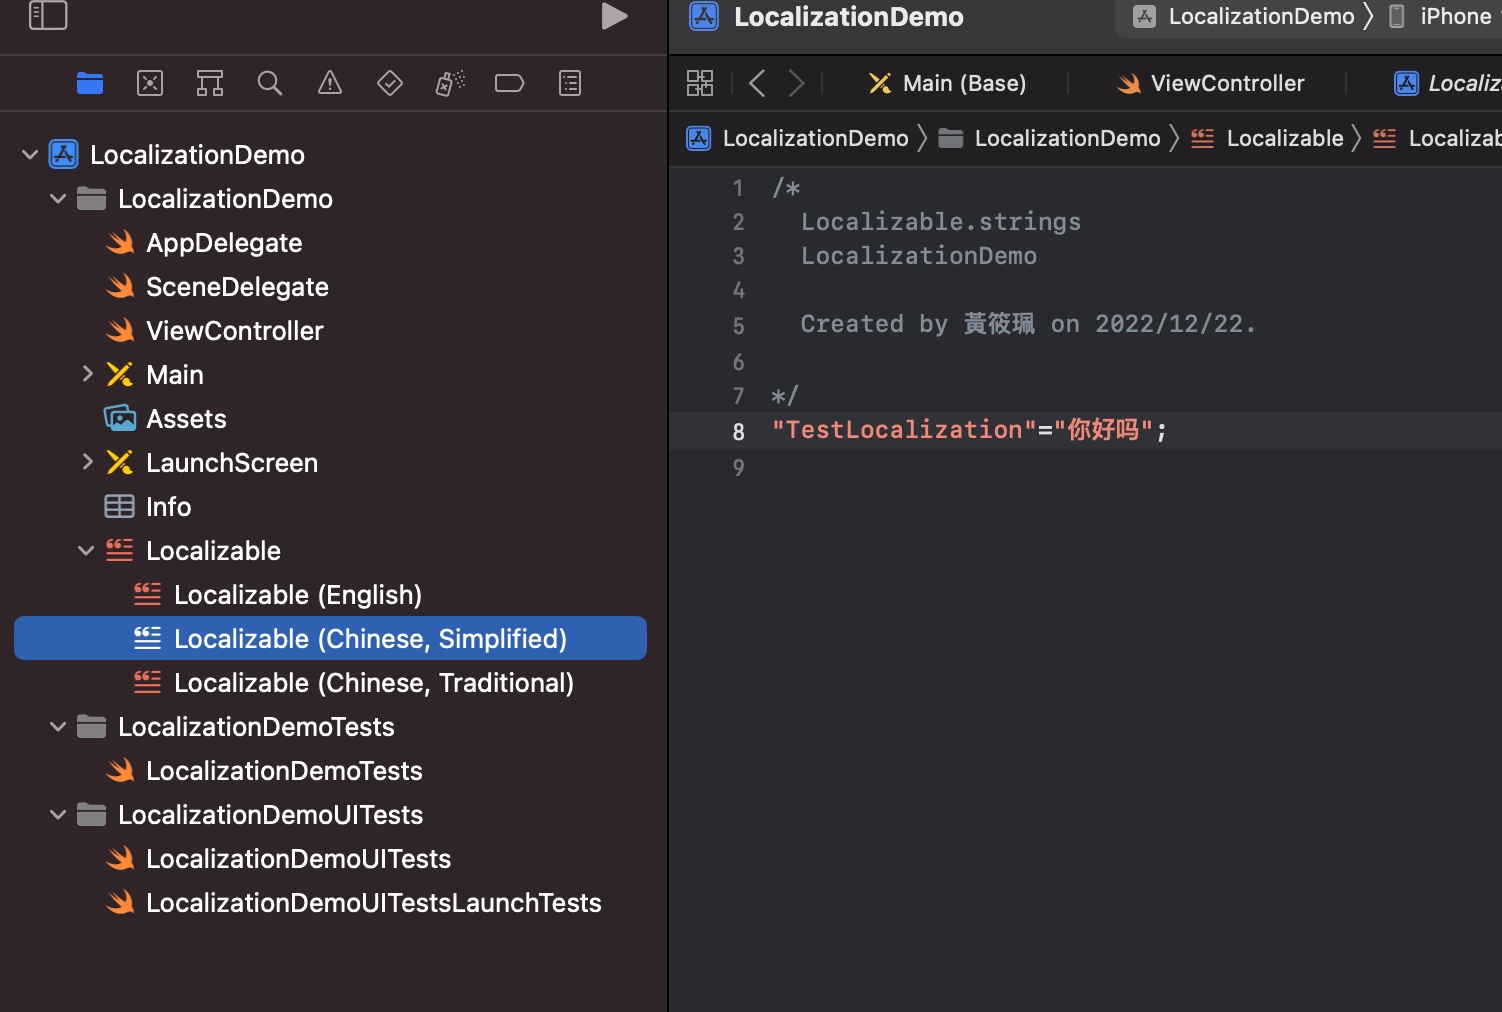 LocalizationDemo
LocalizationDemo
AppDelegate
SceneDelegate
ViewController
Main
Assets
LaunchScreen
Info
Localizable
Localizable (English)
Localizable (Chinese, Simplified)
Localizable (Chinese, Traditional)
LocalizationDemoTests
LocalizationDemoTests
LocalizationDemoUITests
LocalizationDemoUITests
LocalizationDemoUITestsLaunchTests
LocalizationDemo LocalizationDemo iPhone
Main (Base) ViewController Localiz
LocalizationDemo LocalizationDemo Localizable Localizab
1 /*
2 Localizable.strings
3 LocalizationDemo
4
5 Created by 黃筱珮 on 2022/12/22.
6
7 */
8 "TestLocalization"="你好吗";
9